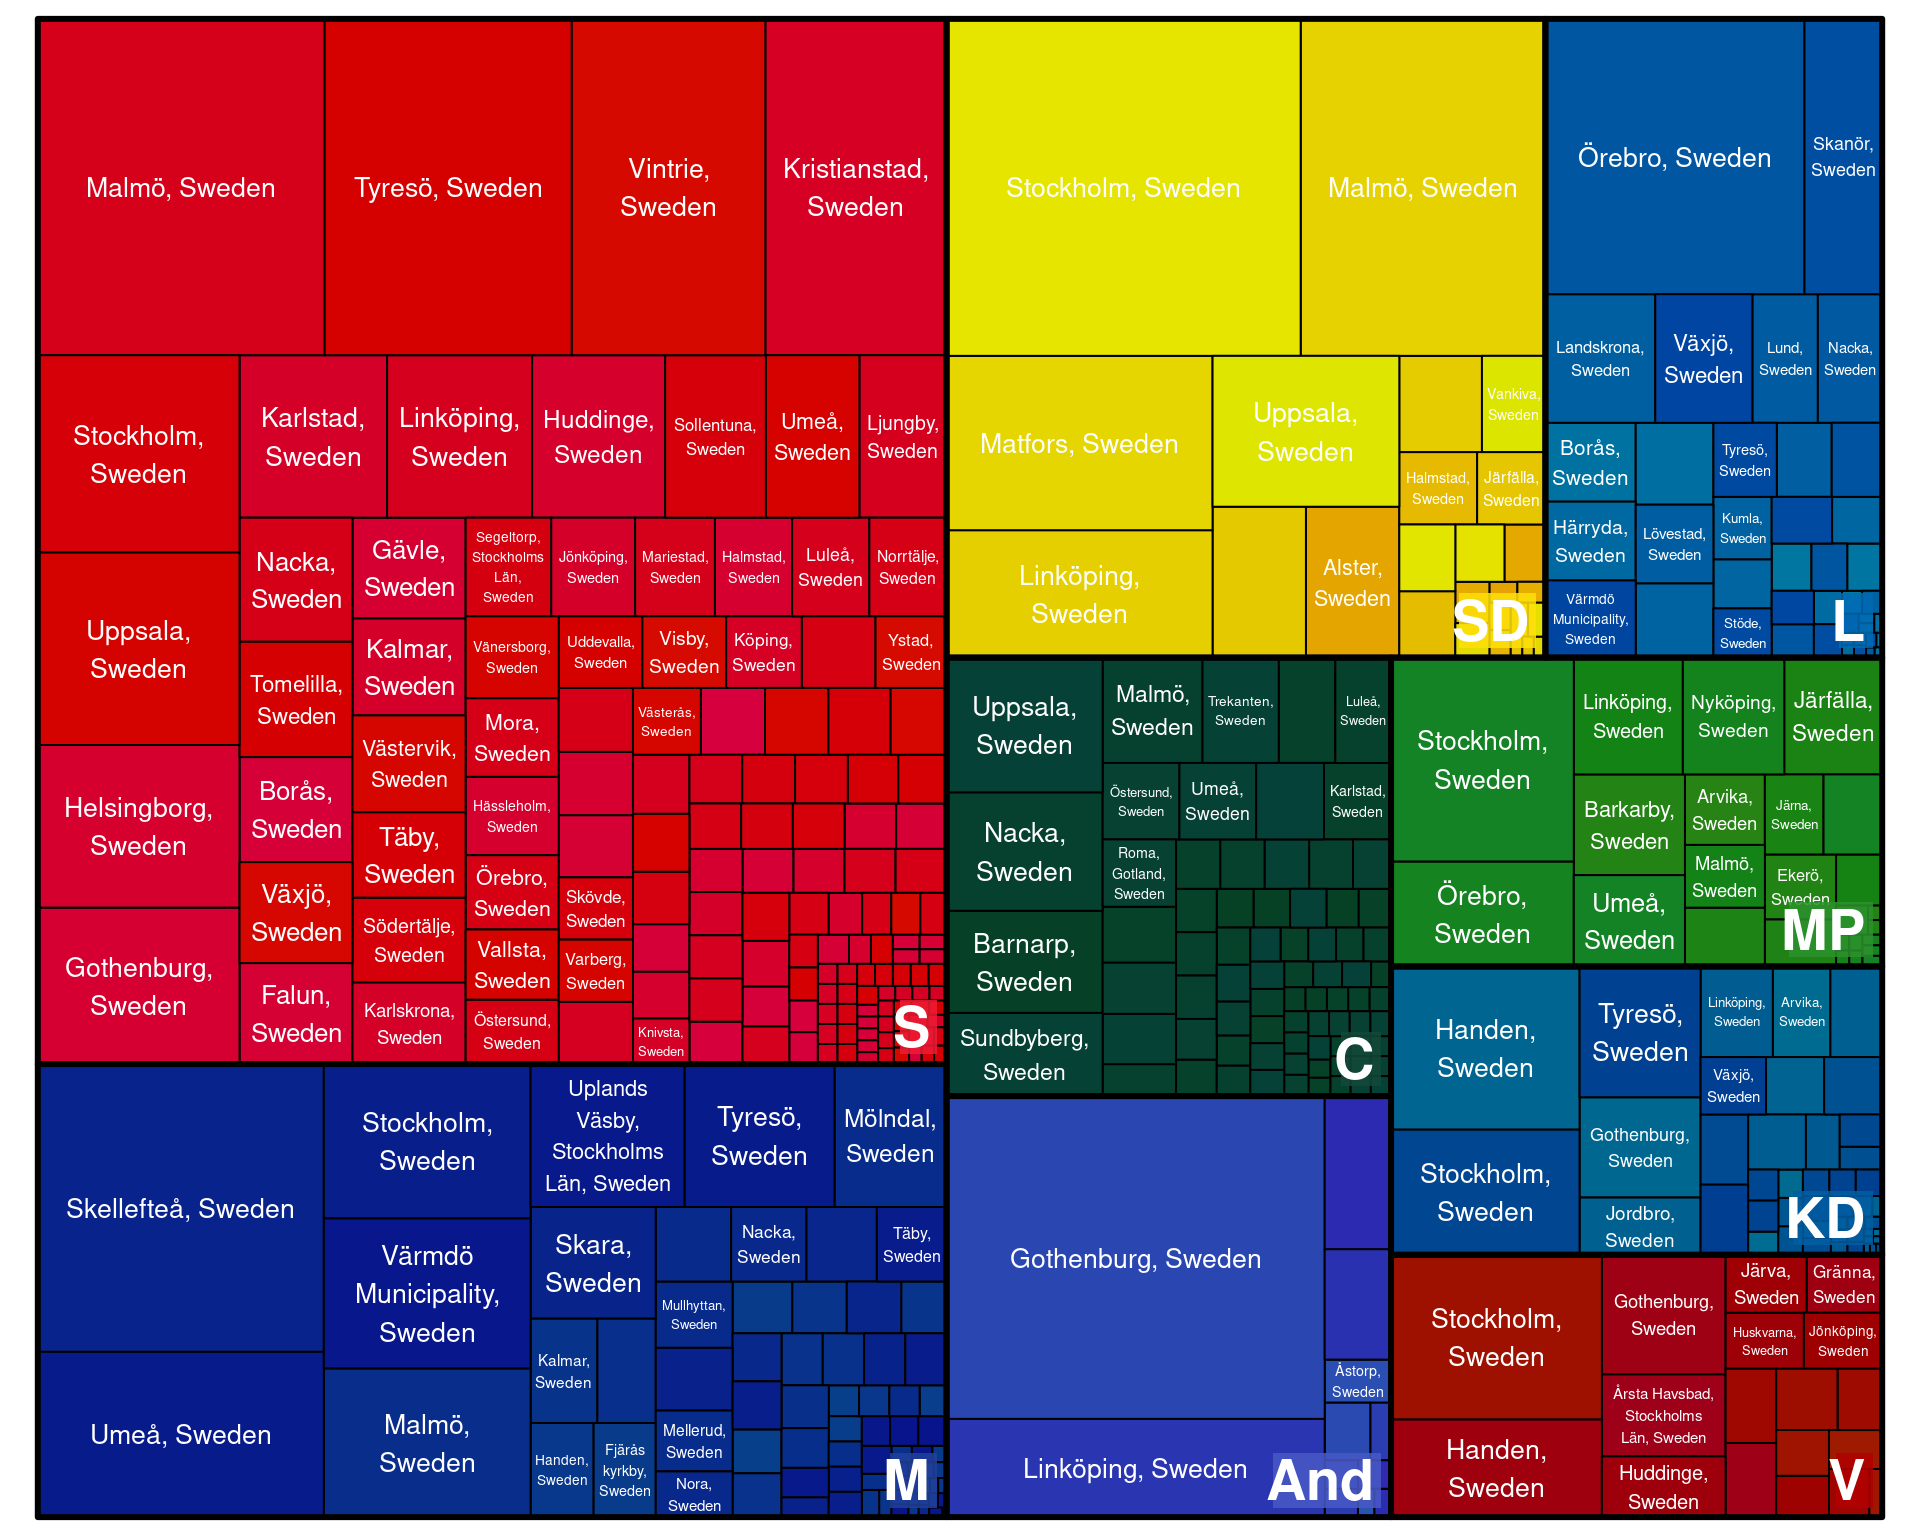 Malmö, Sweden
Tyresö, Sweden
Vintrie,
Sweden
Kristianstad,
Sweden
Stockholm,
Sweden
Karlstad,
Sweden
Linköping,
Sweden
Huddinge,
Sweden
Sollentuna,
Sweden
Umeå,
Sweden
Ljungby,
Sweden
Uppsala,
Sweden
Helsingborg,
Sweden
Gothenburg,
Sweden
Nacka,
Sweden
Tomelilla,
Sweden
Borås,
Sweden
Växjö,
Sweden
Falun,
Sweden
Gävle,
Sweden
Kalmar,
Sweden
Västervik,
Sweden
Täby,
Sweden
Södertälje,
Sweden
Karlskrona,
Sweden
Segeltorp,
Stockholms
Län,
Sweden
Jönköping,
Sweden
Mariestad,
Sweden
Halmstad,
Sweden
Luleå,
Sweden
Norrtälje,
Sweden
Vänersborg,
Sweden
Mora,
Sweden
Hässleholm,
Sweden
Örebro,
Sweden
Vallsta,
Sweden
Östersund,
Sweden
Uddevalla,
Sweden
Visby,
Sweden
Köping,
Sweden
Ystad,
Sweden
Västerås,
Sweden
Skövde,
Sweden
Varberg,
Sweden
Knivsta,
Sweden
S
Skellefteå, Sweden
Umeå, Sweden
Stockholm,
Sweden
Värmdö
Municipality,
Sweden
Malmö,
Sweden
Uplands
Väsby,
Stockholms
Län, Sweden
Tyresö,
Sweden
Mölndal,
Sweden
Skara,
Sweden
Nacka,
Sweden
Täby,
Sweden
Mullhyttan,
Sweden
Kalmar,
Sweden
Handen,
Sweden
Fjärås
kyrkby,
Sweden
Mellerud,
Sweden
Nora,
Sweden
M
Stockholm, Sweden
Malmö, Sweden
Matfors, Sweden
Linköping,
Sweden
Uppsala,
Sweden
Alster,
Sweden
Vankiva,
Sweden
Halmstad,
Sweden
Järfälla,
Sweden
SD
Örebro, Sweden
Skanör,
Sweden
Landskrona,
Sweden
Växjö,
Sweden
Lund,
Sweden
Nacka,
Sweden
Borås,
Sweden
Härryda,
Sweden
Värmdö
Municipality,
Sweden
Lövestad,
Sweden
Tyresö,
Sweden
Kumla,
Sweden
Stöde,
Sweden
L
Uppsala,
Sweden
Nacka,
Sweden
Barnarp,
Sweden
Sundbyberg,
Sweden
Malmö,
Sweden
Trekanten,
Sweden
Luleå,
Sweden
Östersund,
Sweden
Umeå,
Sweden
Karlstad,
Sweden
Roma,
Gotland,
Sweden
C
Stockholm,
Sweden
Örebro,
Sweden
Linköping,
Sweden
Nyköping,
Sweden
Järfälla,
Sweden
Barkarby,
Sweden
Umeå,
Sweden
Arvika,
Sweden
Malmö,
Sweden
Järna,
Sweden
Ekerö,
Sweden
MP
Handen,
Sweden
Stockholm,
Sweden
Tyresö,
Sweden
Gothenburg,
Sweden
Jordbro,
Sweden
Linköping,
Sweden
Arvika,
Sweden
Växjö,
Sweden
KD
Gothenburg, Sweden
Linköping, Sweden
Åstorp,
Sweden
And
Stockholm,
Sweden
Handen,
Sweden
Gothenburg,
Sweden
Årsta Havsbad,
Stockholms
Län, Sweden
Huddinge,
Sweden
Järva,
Sweden
Gränna,
Sweden
Huskvarna,
Sweden
Jönköping,
Sweden
V